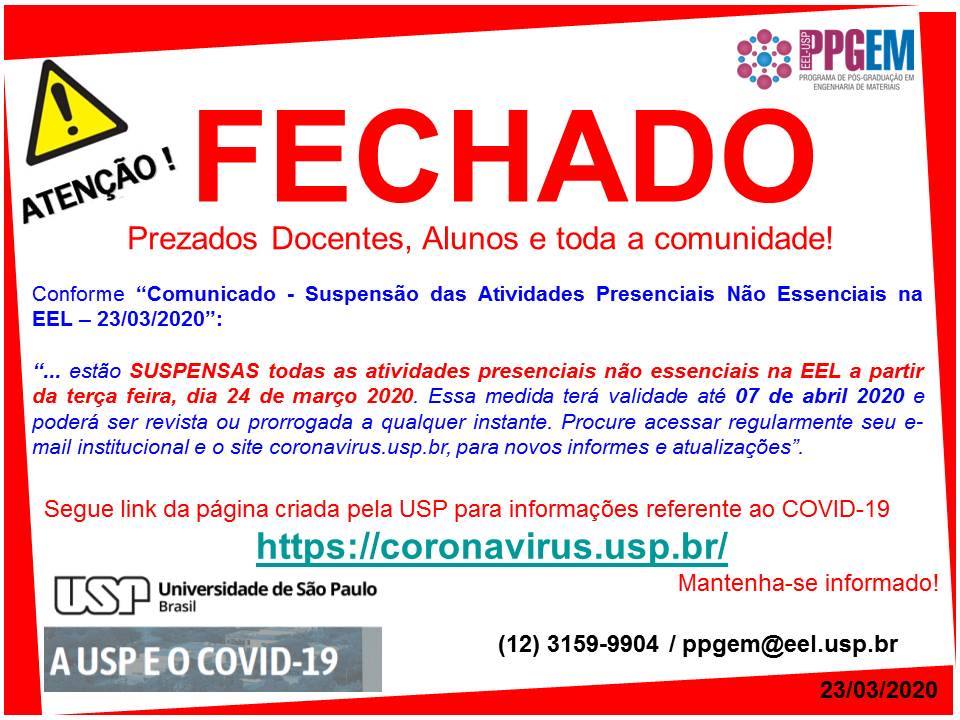 EEL-USP
PPGEM
PROGRAMA DE PÓS-GRADUAÇÃO EM
ENGENHARIA DE MATERIAIS
ATENÇÃO !
FECHADO
Prezados Docentes, Alunos e toda a comunidade!
Conforme “Comunicado - Suspensão das Atividades Presenciais Não Essenciais na
EEL – 23/03/2020”:
“... estão SUSPENSAS todas as atividades presenciais não essenciais na EEL a partir
da terça feira, dia 24 de março 2020. Essa medida terá validade até 07 de abril 2020 e
poderá ser revista ou prorrogada a qualquer instante. Procure acessar regularmente seu e-
mail institucional e o site coronavirus.usp.br, para novos informes e atualizações”.
Segue link da página criada pela USP para informações referente ao COVID-19
https://coronavirus.usp.br/
Mantenha-se informado!
USP Universidade de São Paulo
Brasil
A USP E O COVID-19
(12) 3159-9904 / ppgem@eel.usp.br
23/03/2020